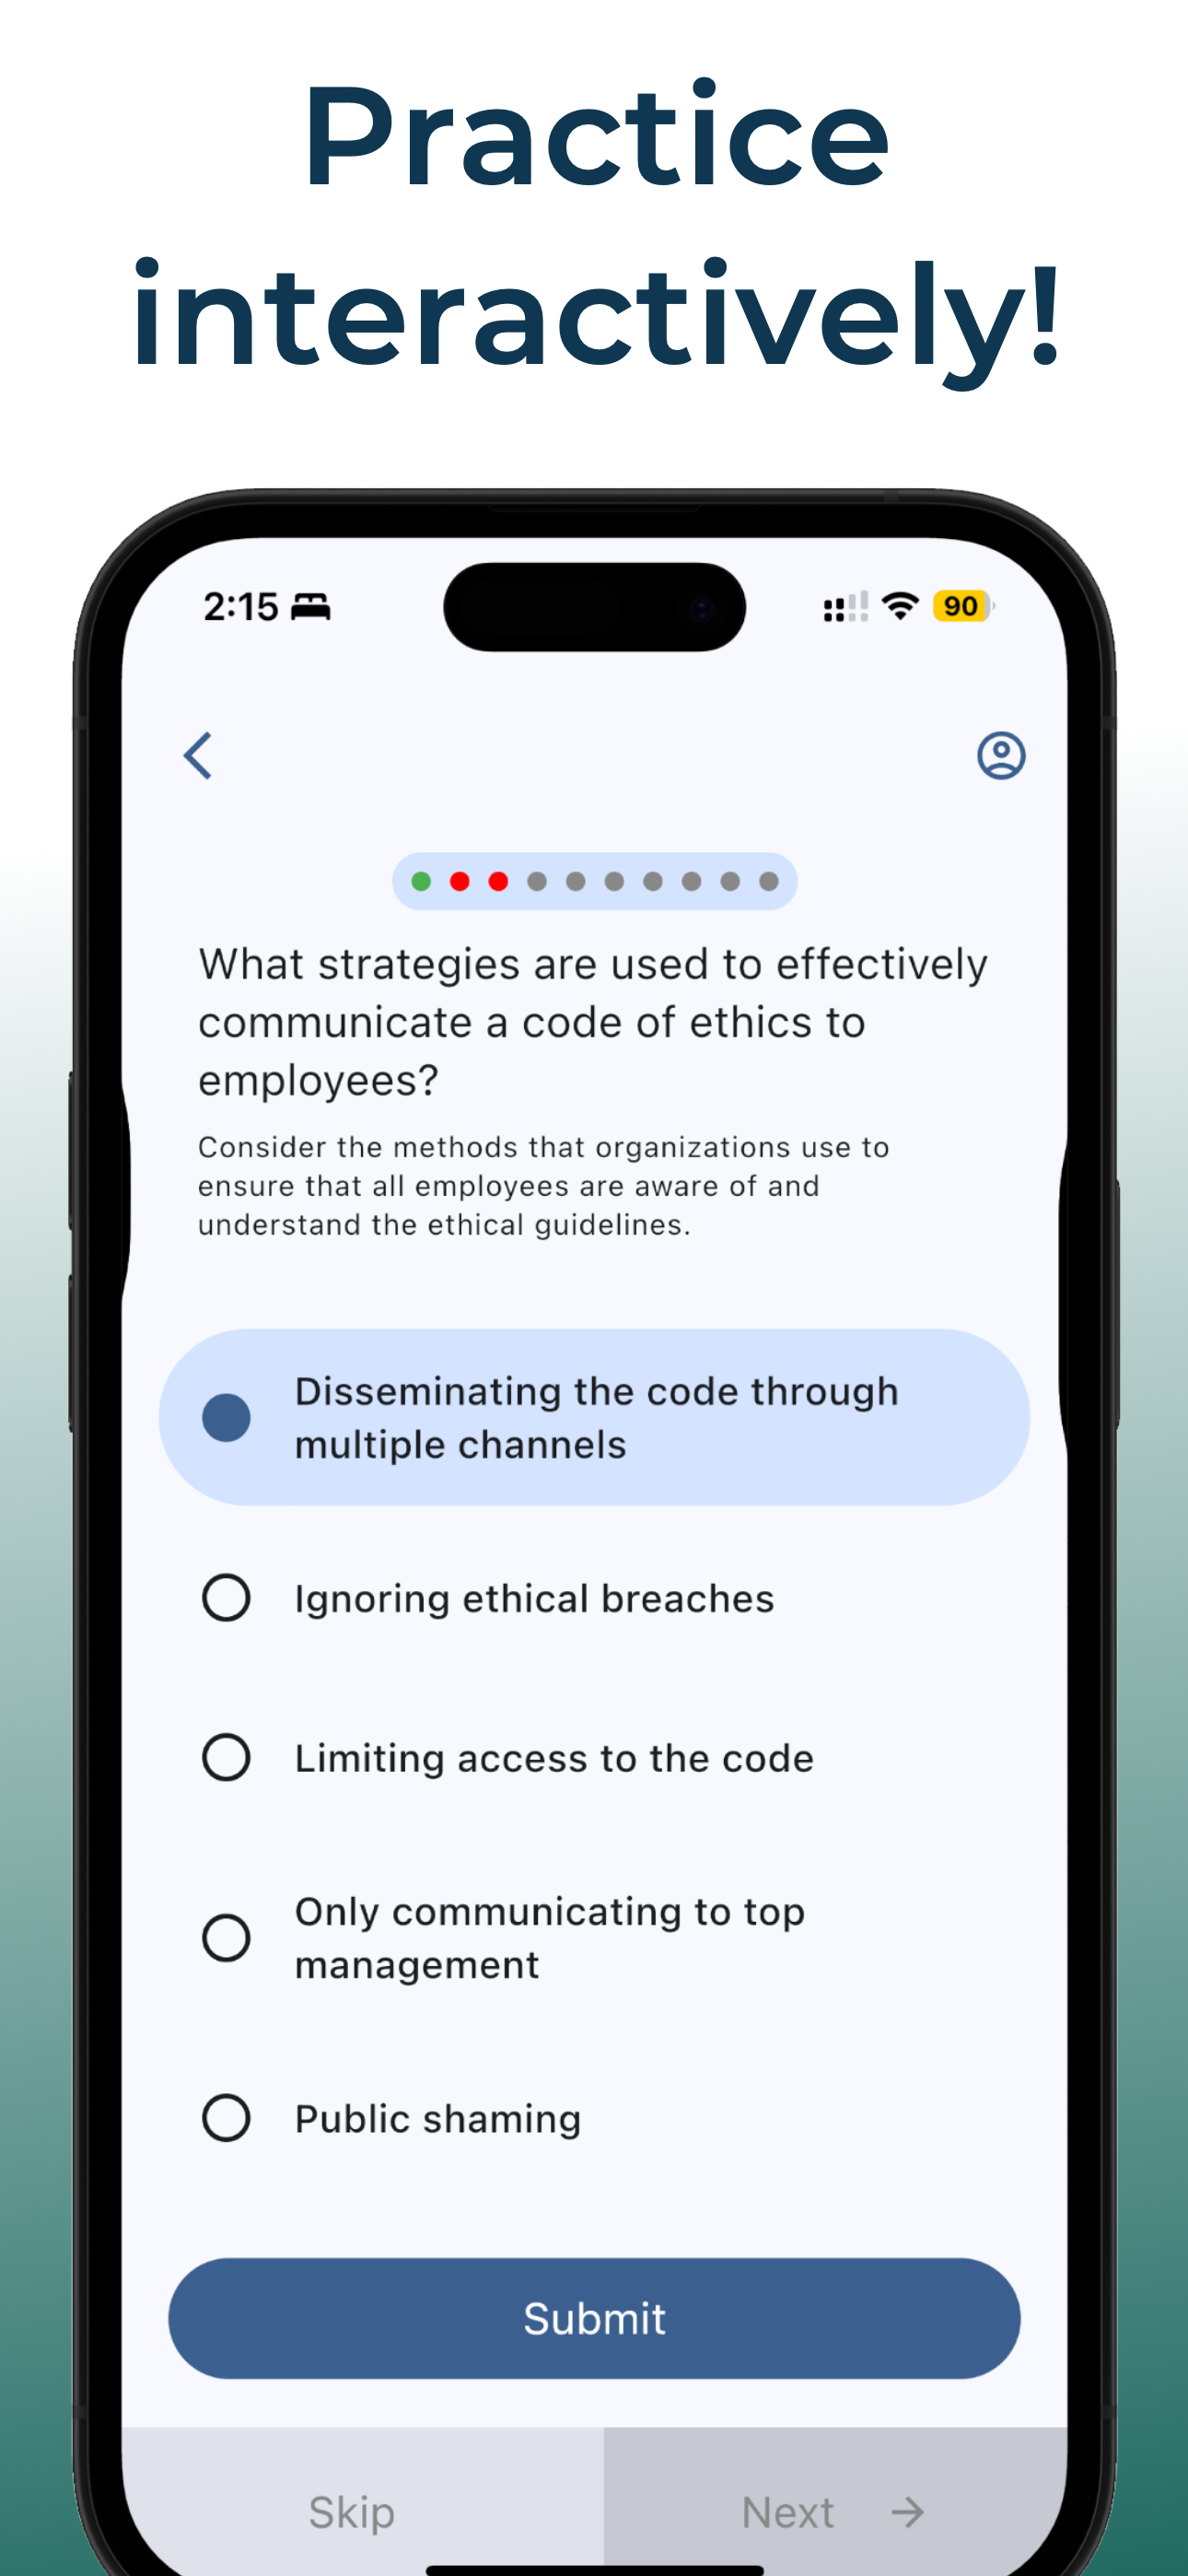 Practice
interactively!
2:15
90
What strategies are used to effectively
communicate a code of ethics to
employees?
Consider the methods that organizations use to
ensure that all employees are aware of and
understand the ethical guidelines.
Disseminating the code through
multiple channels
Ignoring ethical breaches
Limiting access to the code
Only communicating to top
management
Public shaming
Submit
Skip
Next →